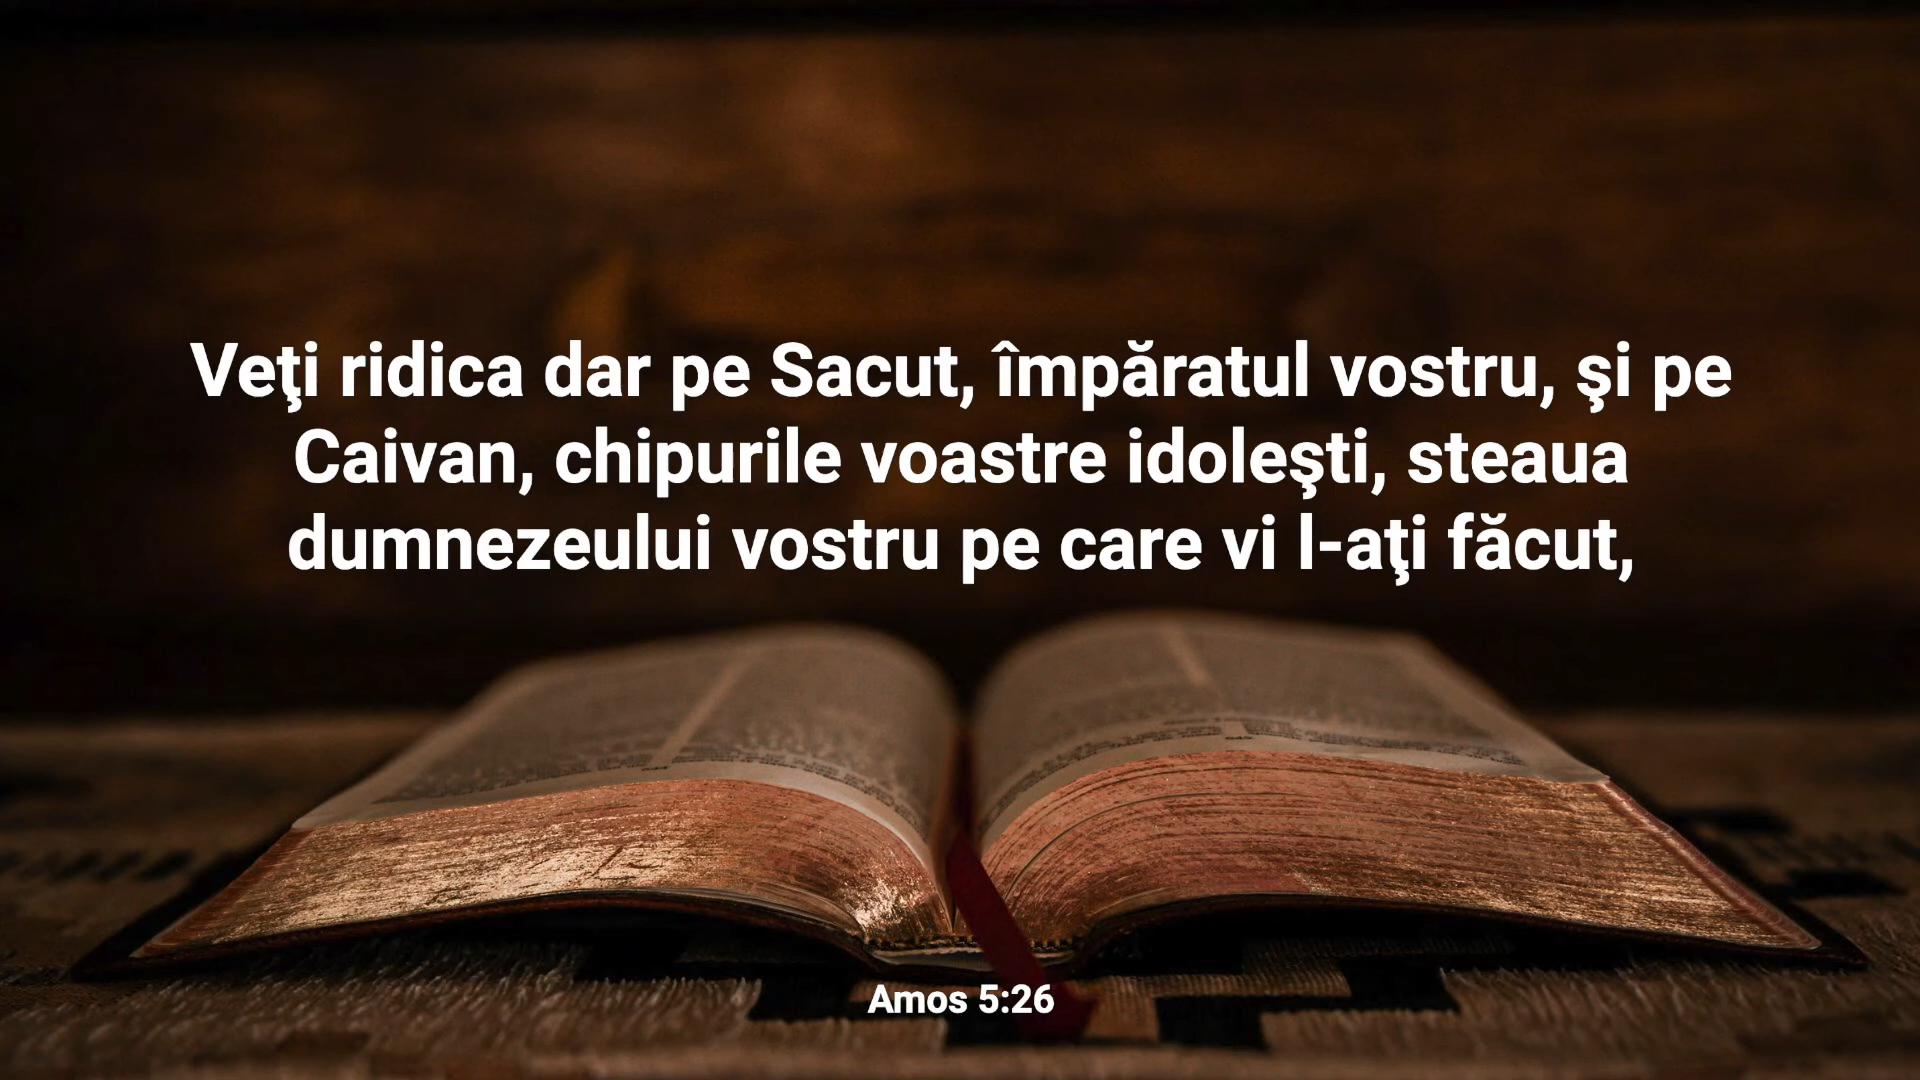 Veţi ridica dar pe Sacut, împăratul vostru, şi pe
Caivan, chipurile voastre idoleşti, steaua
dumnezeului vostru pe care vi l-aţi făcut,
Amos 5:26